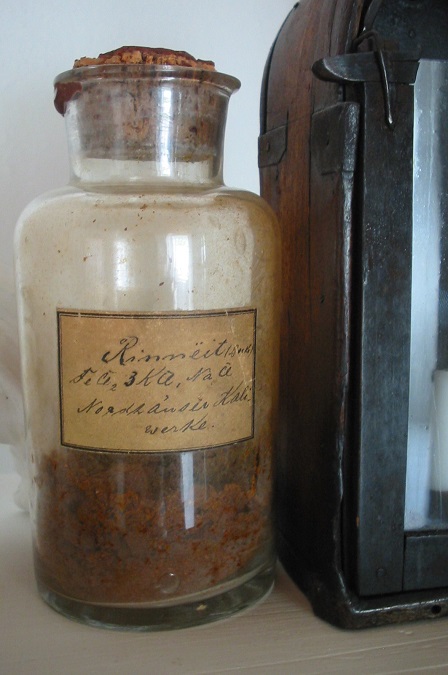 Rinneit
FeCl₂ 3KCl, NaCl
Nordhäuser Kali
werke.